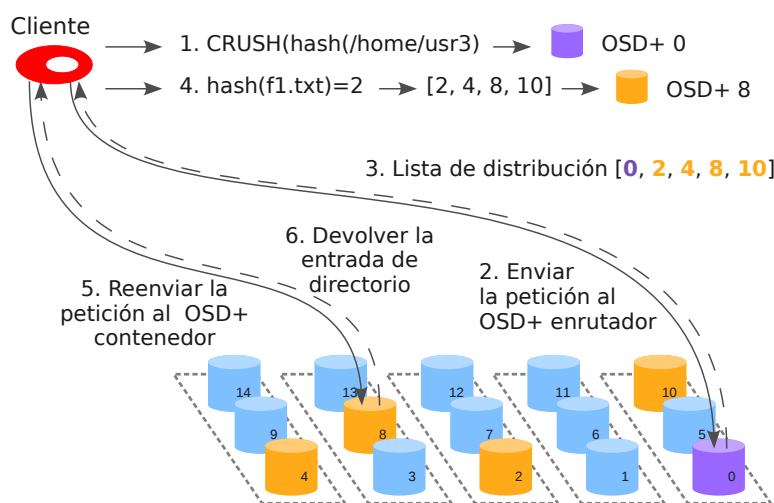 Cliente
1. CRUSH(hash(/home/usr3)
OSD+ 0
4. hash(f1.txt)=2
[2, 4, 8, 10]
OSD+ 8
3. Lista de distribución [0, 2, 4, 8, 10]
6. Devolver la
entrada de
directorio
2. Enviar
la petición al
OSD+ enrutador
5. Reenviar la
petición al OSD+
contenedor
14
13
12
11
10
9
8
7
6
5
4
3
2
1
0